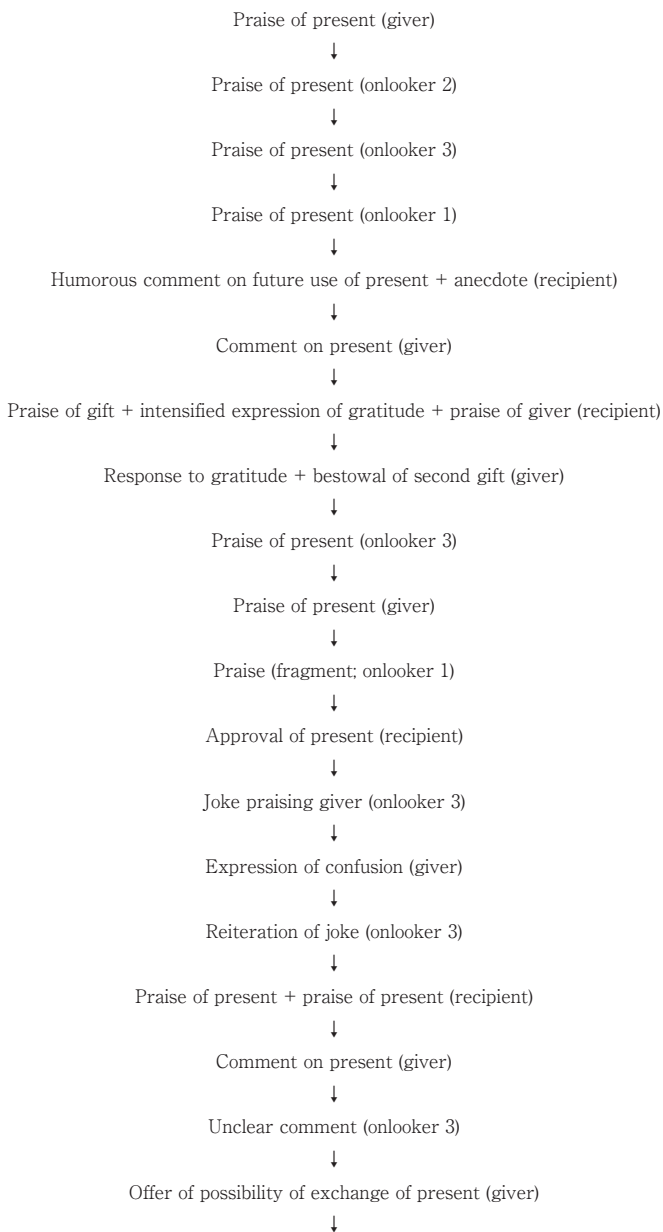 Praise of present (giver)
↓
Praise of present (onlooker 2)
↓
Praise of present (onlooker 3)
↓
Praise of present (onlooker 1)
↓
Humorous comment on future use of present + anecdote (recipient)
↓
Comment on present (giver)
↓
Praise of gift + intensified expression of gratitude + praise of giver (recipient)
↓
Response to gratitude + bestowal of second gift (giver)
↓
Praise of present (onlooker 3)
↓
Praise of present (giver)
↓
Praise (fragment; onlooker 1)
↓
Approval of present (recipient)
↓
Joke praising giver (onlooker 3)
↓
Expression of confusion (giver)
↓
Reiteration of joke (onlooker 3)
↓
Praise of present + praise of present (recipient)
↓
Comment on present (giver)
↓
Unclear comment (onlooker 3)
↓
Offer of possibility of exchange of present (giver)
↓